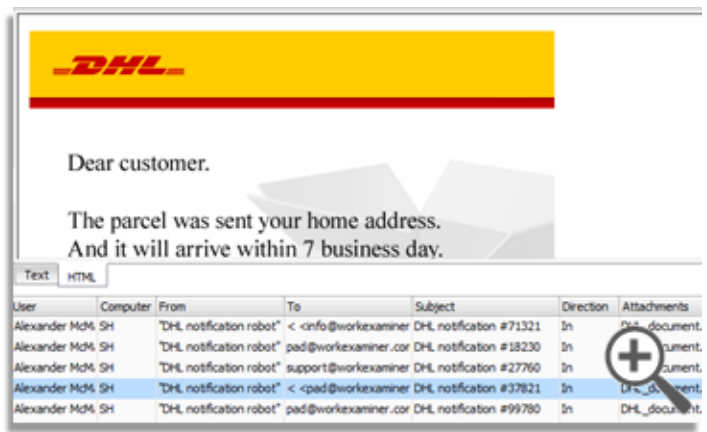 DHL
Dear customer.
The parcel was sent your home address.
And it will arrive within 7 business day.
Text HTML
User Computer From To Subject Direction Attachments
Alexander McM SH "DHL notification robot" < <info@workexaminer DHL notification #71321 In DHL_document.
Alexander McM SH "DHL notification robot" pad@workexaminer.cor DHL notification #18230 In
Alexander McM SH "DHL notification robot" support@workexaminer DHL notification #27760 In
Alexander McM SH "DHL notification robot" < <pad@workexaminer DHL notification #37821 In
Alexander McM SH "DHL notification robot" pad@workexaminer.cor DHL notification #99780 In DHL_document.